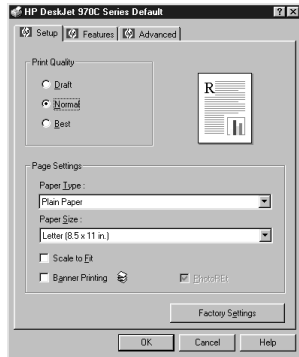 HP DeskJet 970C Series Default
Setup Features Advanced
Print Quality
Draft
Normal
Best
R
Page Settings
Paper Type :
Plain Paper
Paper Size :
Letter (8.5 x 11 in.)
Scale to Fit
Banner Printing PhotoREt
Factory Settings
OK Cancel Help